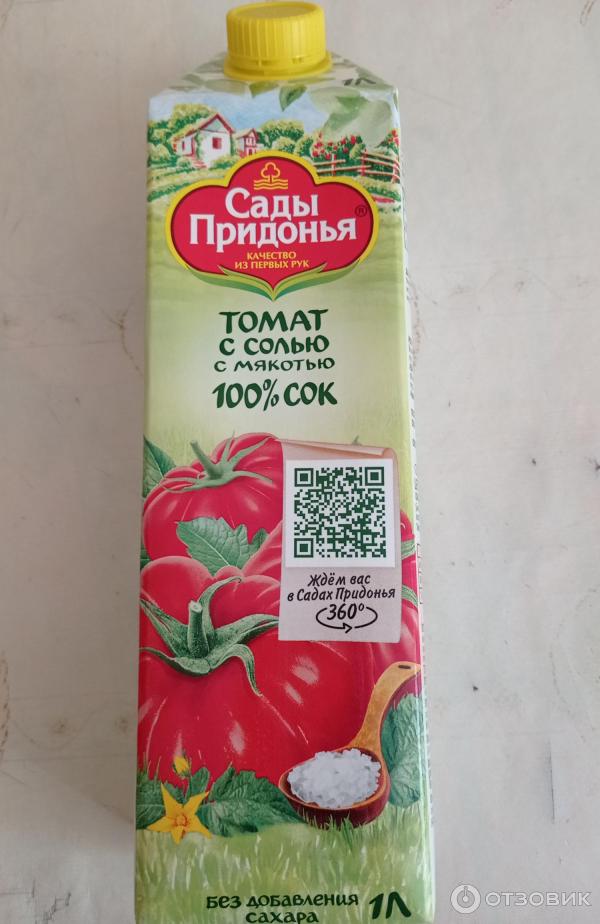 1Л
Сады
Придонья®
КАЧЕСТВО
ИЗ ПЕРВЫХ РУК
ТОМАТ
С СОЛЬЮ
С МЯКОТЬЮ
100% СОК
Ждём вас
в Садах Придонья
360°
БЕЗ ДОБАВЛЕНИЯ
САХАРА
1Л
ОТЗОВИК